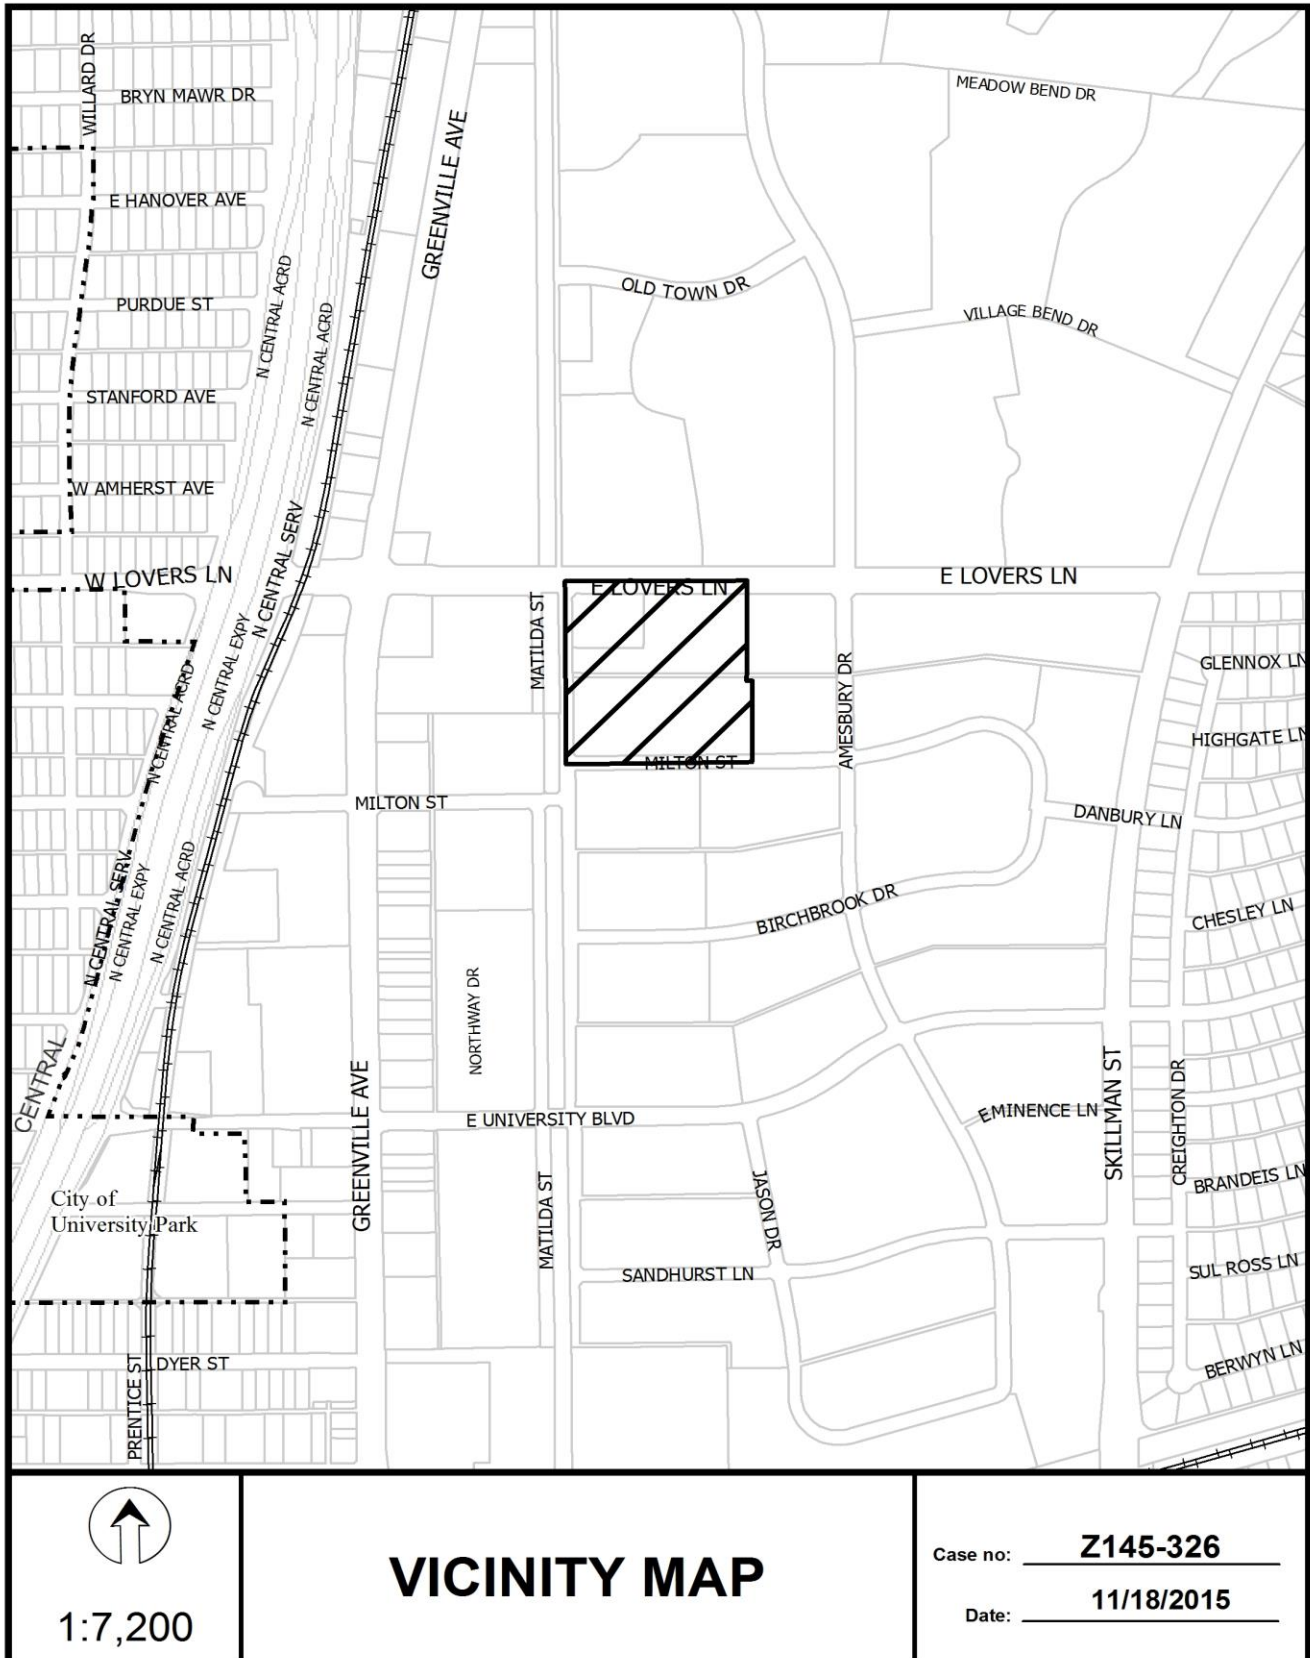 WILLARD DR
BRYN MAWR DR
MEADOW BEND DR
GREENVILLE AVE
E HANOVER AVE
N CENTRAL ACRD
OLD TOWN DR
PURDUE ST
N CENTRAL ACRD
VILLAGE BEND DR
STANFORD AVE
W AMHERST AVE
N CENTRAL SERV
W LOVERS LN
E LOVERS LN
E LOVERS LN
MATILDA ST
N CENTRAL EXPY
N CENTRAL ACRD
AMESBURY DR
GLENNOX LN
HIGHGATE LN
MILTON ST
MILTON ST
DANBURY LN
N CENTRAL SERV
N CENTRAL EXPY
N CENTRAL ACRD
BIRCHBROOK DR
CHESLEY LN
NORTHWAY DR
CENTRAL
GREENVILLE AVE
E UNIVERSITY BLVD
EMINENCE LN
SKILLMAN ST
CREIGHTON DR
City of
University Park
MATILDA ST
JASON DR
BRANDEIS LN
SANDHURST LN
SUL ROSS LN
PRENTICE ST
DYER ST
BERWYN LN
1:7,200
VICINITY MAP
Case no: Z145-326
Date: 11/18/2015